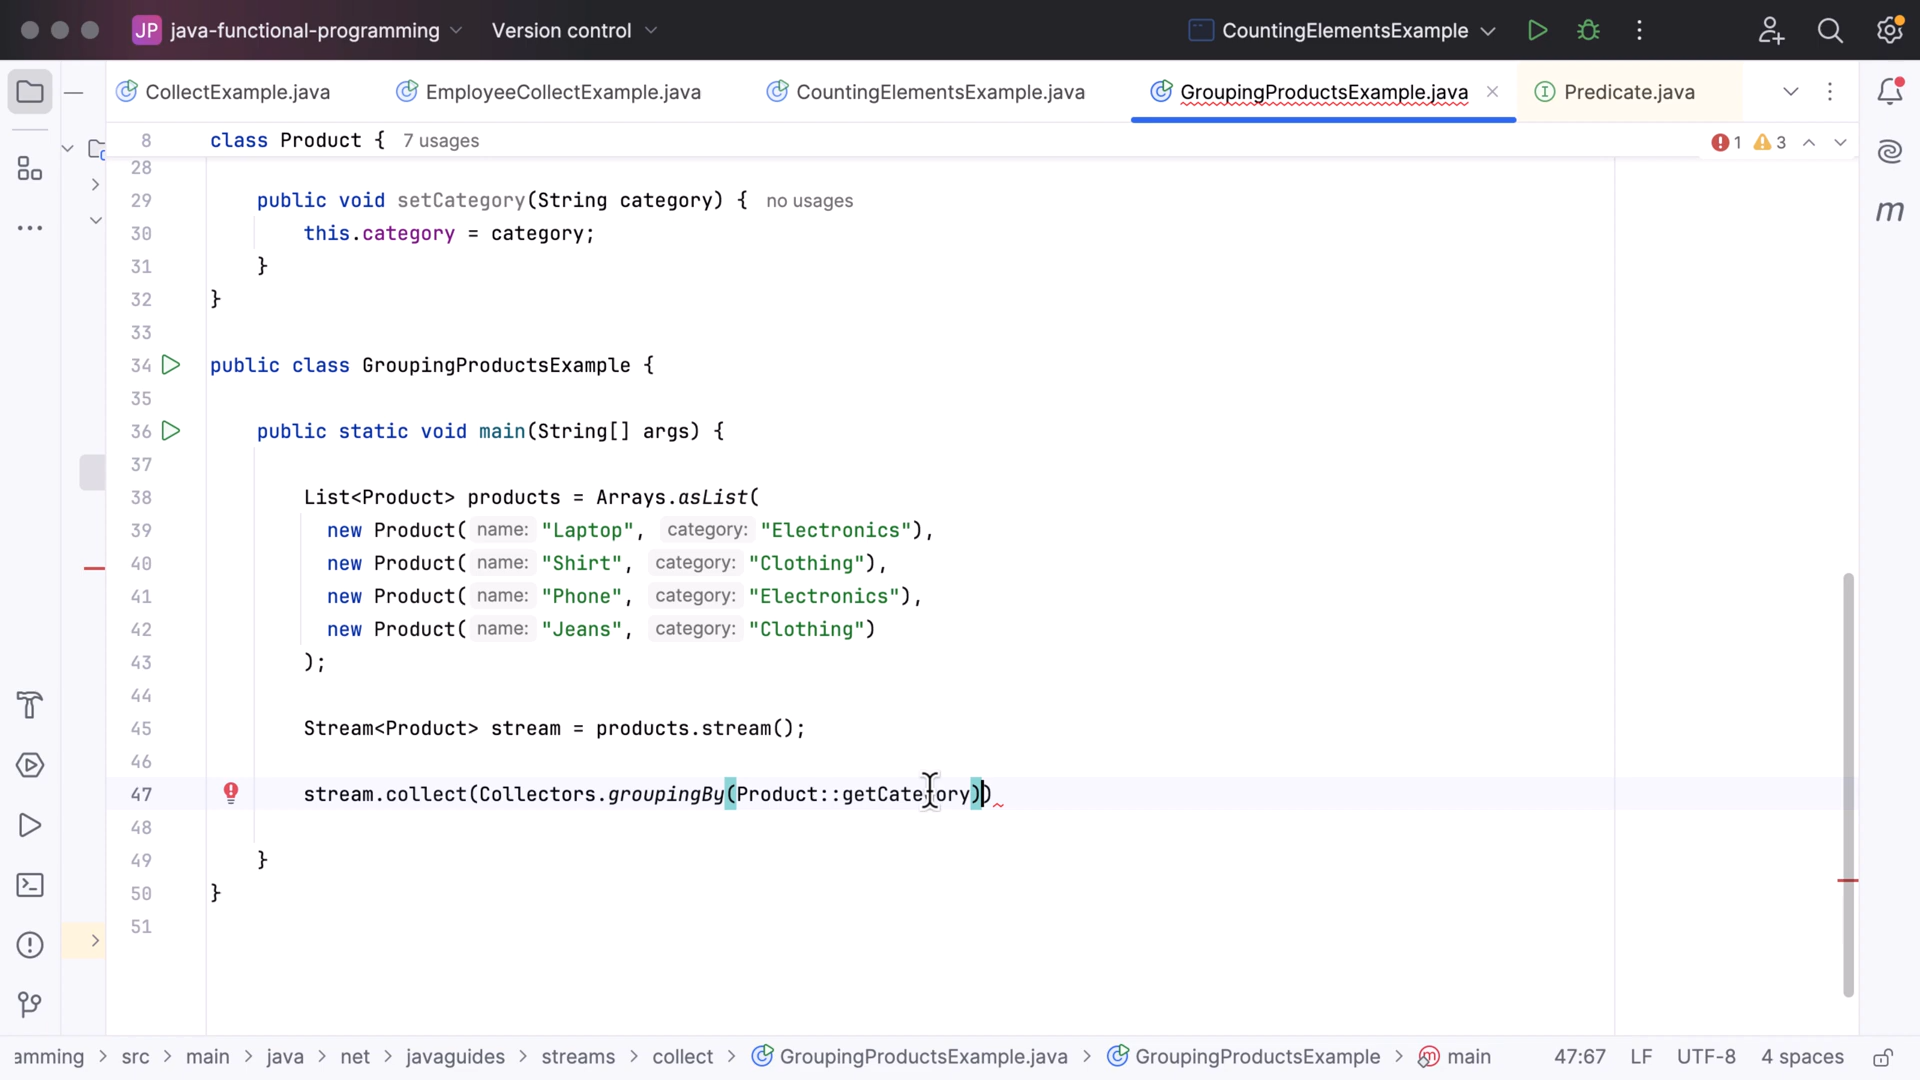 JP java-functional-programming Version control CountingElementsExample
CollectExample.java EmployeeCollectExample.java CountingElementsExample.java GroupingProductsExample.java Predicate.java
8 class Product { 7 usages 1 3
28
29 public void setCategory(String category) { no usages
30 this.category = category;
31 }
32 }
33
34 public class GroupingProductsExample {
35
36 public static void main(String[] args) {
37
38 List<Product> products = Arrays.asList(
39 new Product( name: "Laptop", category: "Electronics"),
40 new Product( name: "Shirt", category: "Clothing"),
41 new Product( name: "Phone", category: "Electronics"),
42 new Product( name: "Jeans", category: "Clothing")
43 );
44
45 Stream<Product> stream = products.stream();
46
47 stream.collect(Collectors.groupingBy(Product::getCategory))
48
49 }
50 }
51
m
amming > src > main > java > net > javaguides > streams > collect > GroupingProductsExample.java > GroupingProductsExample > main 47:67 LF UTF-8 4 spaces